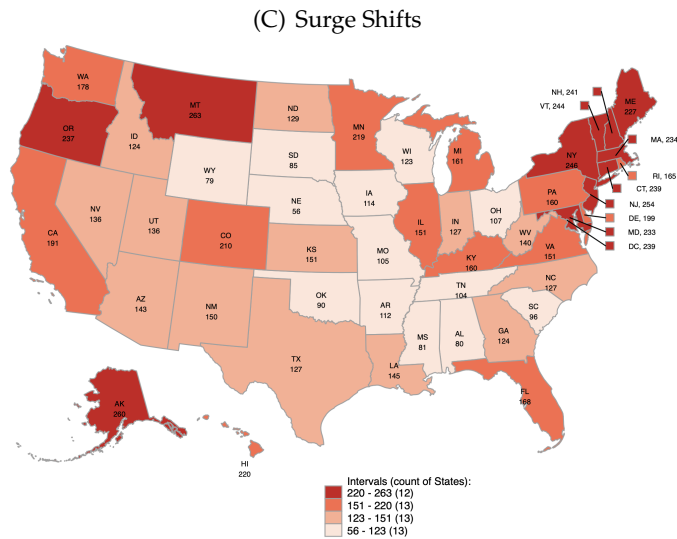 (C) Surge Shifts
WA
178
MT
263
ND
129
MN
219
NH, 241
VT, 244
ME
227
OR
237
ID
124
WY
79
SD
85
WI
123
MI
161
NY
246
MA, 234
RI, 165
CT, 239
NJ, 254
DE, 199
MD, 233
DC, 239
CA
191
NV
136
UT
136
CO
210
NE
56
IA
114
IL
151
IN
127
OH
107
PA
160
WV
140
VA
151
KS
151
MO
105
KY
160
NC
127
AZ
143
NM
150
OK
90
AR
112
TN
104
SC
96
TX
127
LA
145
MS
81
AL
80
GA
124
FL
168
AK
260
HI
220
Intervals (count of States):
220 - 263 (12)
151 - 220 (13)
123 - 151 (13)
56 - 123 (13)